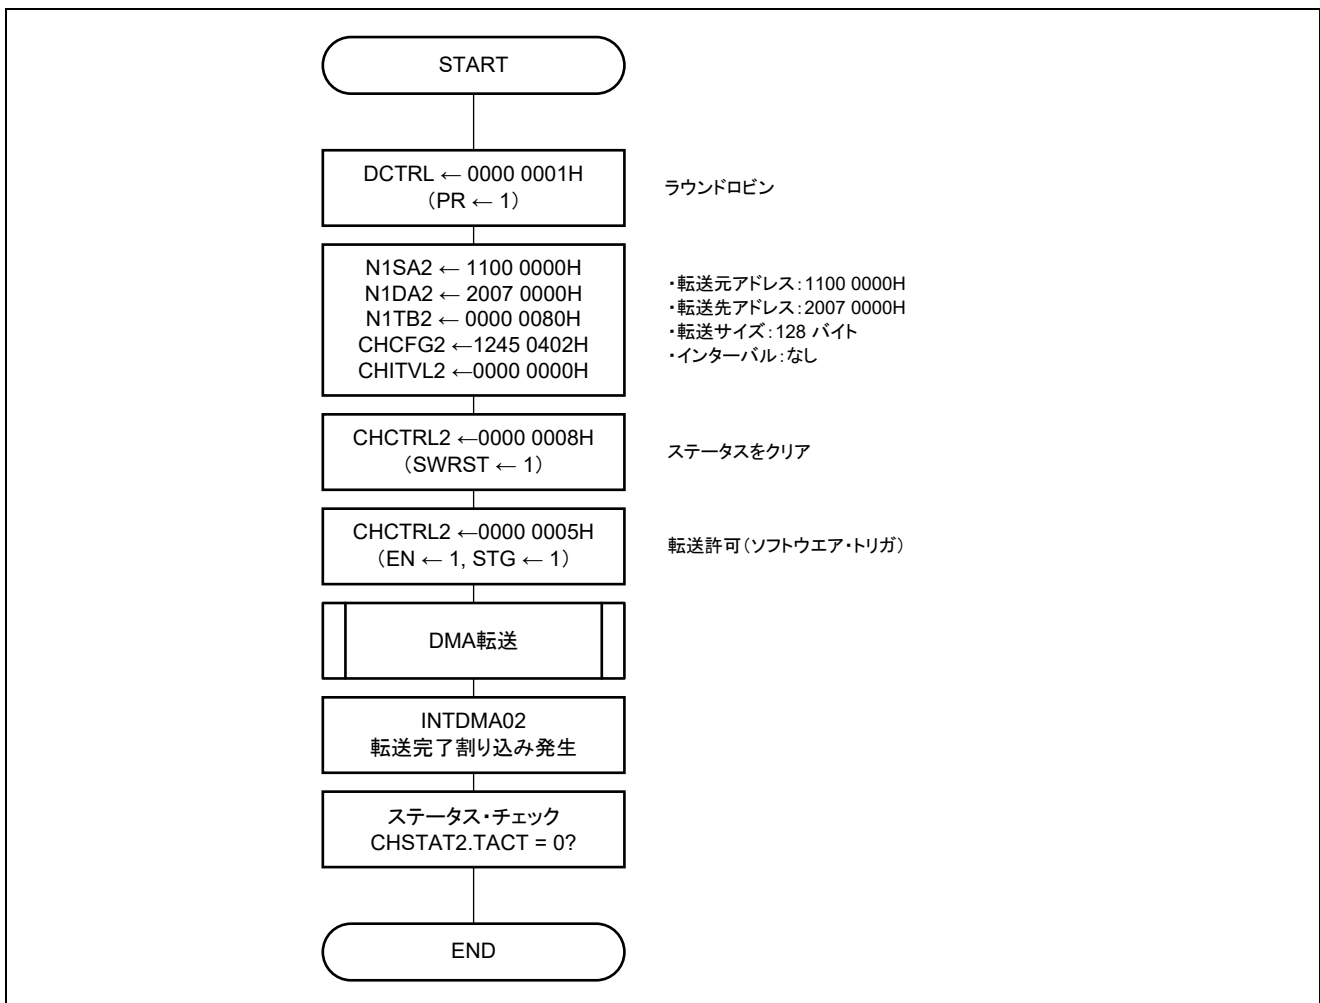 START
DCTRL ← 0000 0001H
（PR ← 1）
ラウンドロビン
N1SA2 ← 1100 0000H
N1DA2 ← 2007 0000H
N1TB2 ← 0000 0080H
CHCFG2 ←1245 0402H
CHITVL2 ←0000 0000H
・転送元アドレス：1100 0000H
・転送先アドレス：2007 0000H
・転送サイズ：128 バイト
・インターバル：なし
CHCTRL2 ←0000 0008H
（SWRST ← 1）
ステータスをクリア
CHCTRL2 ←0000 0005H
（EN ← 1, STG ← 1）
転送許可（ソフトウエア・トリガ）
DMA転送
INTDMA02
転送完了割り込み発生
ステータス・チェック
CHSTAT2.TACT = 0?
END